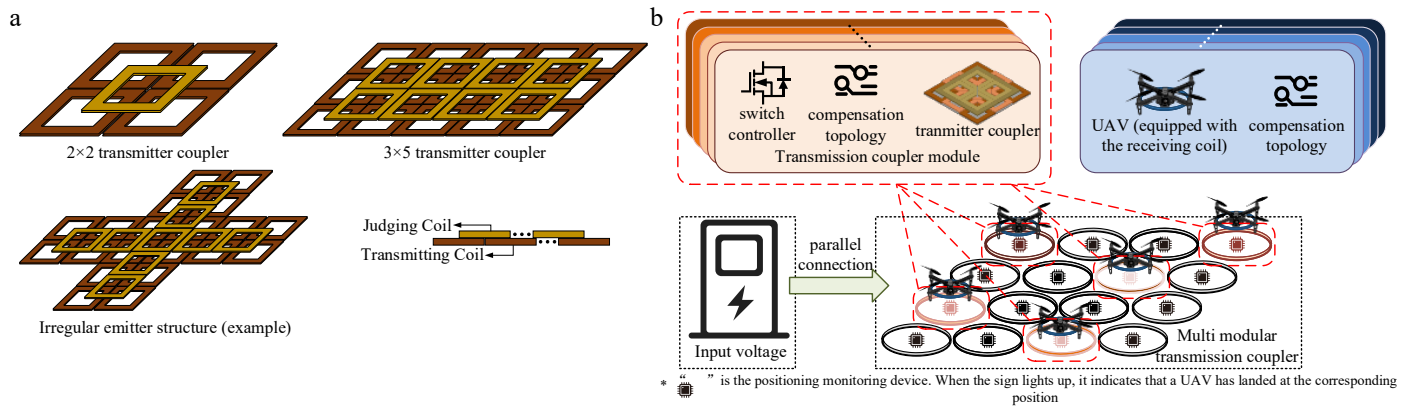 a
2×2 transmitter coupler
3×5 transmitter coupler
Judging Coil
Transmitting Coil
Irregular emitter structure (example)
b
switch
controller
compensation
topology
tranmitter coupler
Transmission coupler module
UAV (equipped with
the receiving coil)
compensation
topology
parallel
connection
Input voltage
Multi modular
transmission coupler
* “ ” is the positioning monitoring device. When the sign lights up, it indicates that a UAV has landed at the corresponding
position